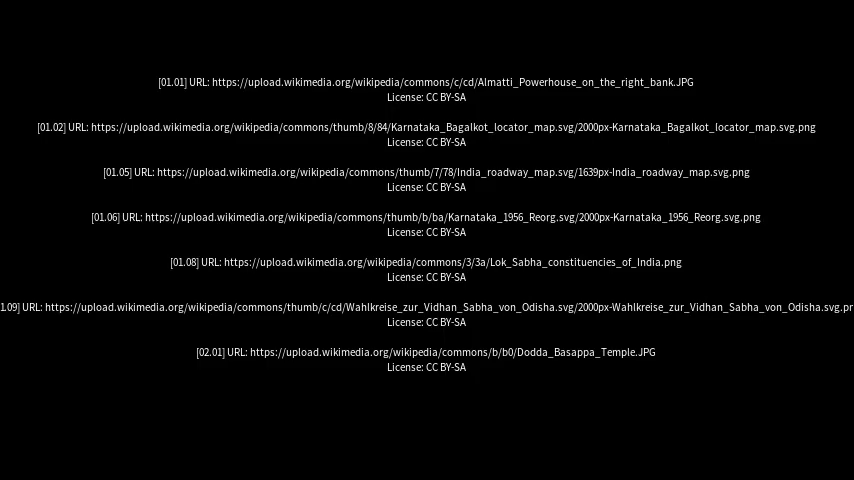 [01.01] URL: https://upload.wikimedia.org/wikipedia/commons/c/cd/Almatti_Powerhouse_on_the_right_bank.JPG
License: CC BY-SA
[01.02] URL: https://upload.wikimedia.org/wikipedia/commons/thumb/8/84/Karnataka_Bagalkot_locator_map.svg/2000px-Karnataka_Bagalkot_locator_map.svg.png
License: CC BY-SA
[01.05] URL: https://upload.wikimedia.org/wikipedia/commons/thumb/7/78/India_roadway_map.svg/1639px-India_roadway_map.svg.png
License: CC BY-SA
[01.06] URL: https://upload.wikimedia.org/wikipedia/commons/thumb/b/ba/Karnataka_1956_Reorg.svg/2000px-Karnataka_1956_Reorg.svg.png
License: CC BY-SA
[01.08] URL: https://upload.wikimedia.org/wikipedia/commons/3/3a/Lok_Sabha_constituencies_of_India.png
License: CC BY-SA
1.09] URL: https://upload.wikimedia.org/wikipedia/commons/thumb/c/cd/Wahlkreise_zur_Vidhan_Sabha_von_Odisha.svg/2000px-Wahlkreise_zur_Vidhan_Sabha_von_Odisha.svg.pr
License: CC BY-SA
[02.01] URL: https://upload.wikimedia.org/wikipedia/commons/b/b0/Dodda_Basappa_Temple.JPG
License: CC BY-SA